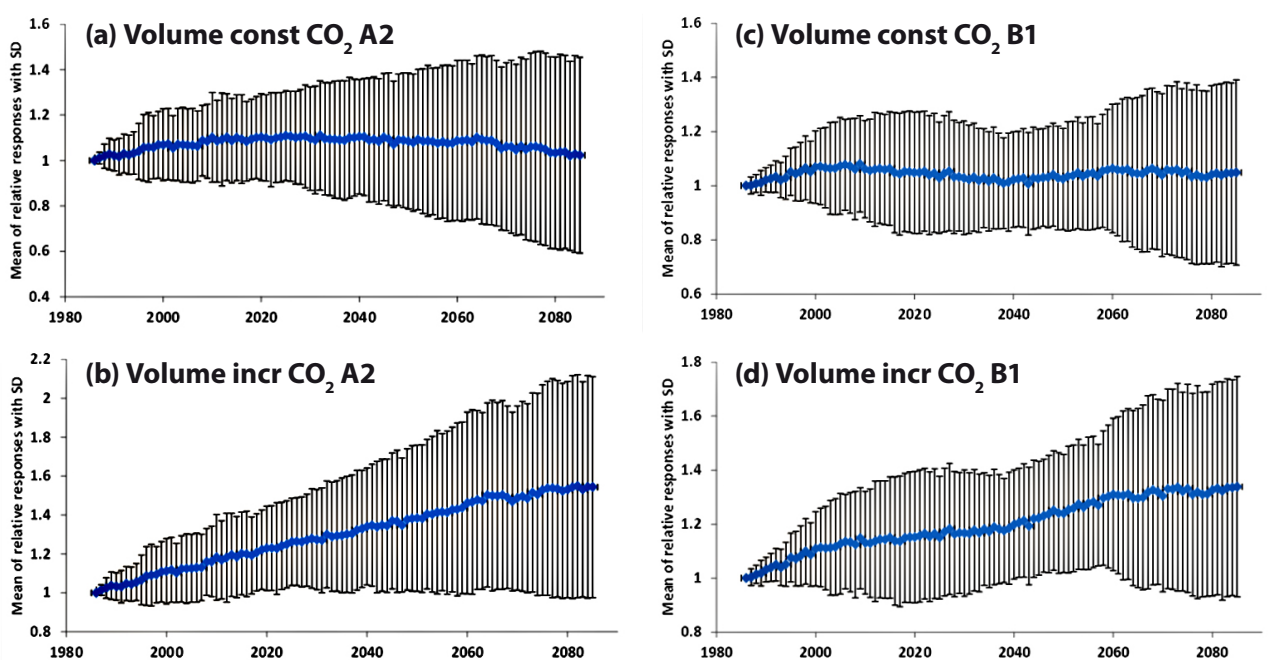 (a) Volume const CO2 A2
Mean of relative responses with SD
1.6
1.4
1.2
1
0.8
0.6
0.4
1980 2000 2020 2040 2060 2080
(c) Volume const CO2 B1
Mean of relative responses with SD
1.6
1.4
1.2
1
0.8
0.6
1980 2000 2020 2040 2060 2080
(b) Volume incr CO2 A2
Mean of relative responses with SD
2.2
2
1.8
1.6
1.4
1.2
1
0.8
1980 2000 2020 2040 2060 2080
(d) Volume incr CO2 B1
Mean of relative responses with SD
1.8
1.6
1.4
1.2
1
0.8
1980 2000 2020 2040 2060 2080